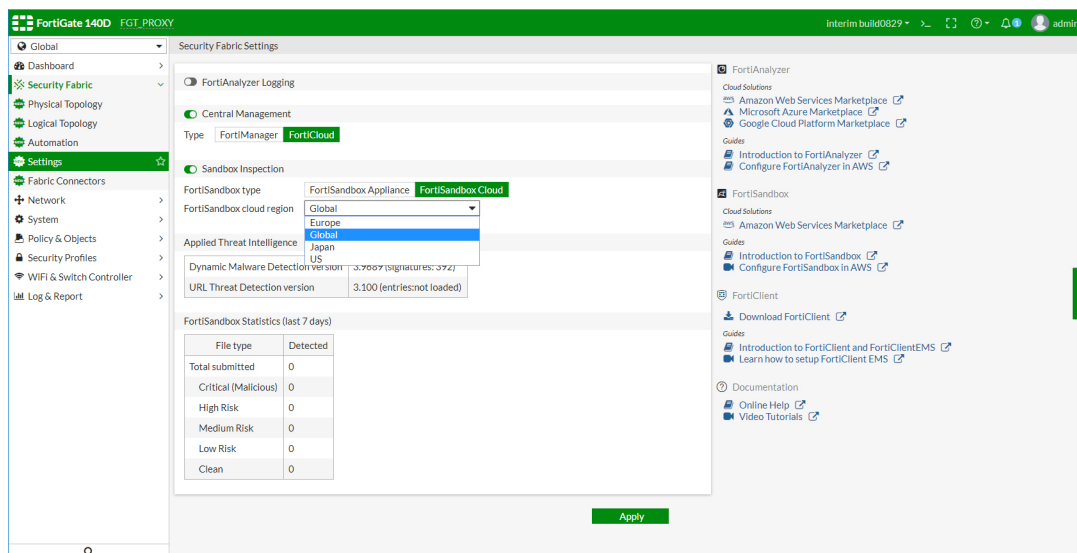 FortiGate 140D FGT_PROXY
interim build0829 >_ 1 admin
Global
Dashboard
Security Fabric
Physical Topology
Logical Topology
Automation
Settings
Fabric Connectors
Network
System
Policy & Objects
Security Profiles
WiFi & Switch Controller
Log & Report
Security Fabric Settings
FortiAnalyzer Logging
Central Management
Type FortiManager FortiCloud
Sandbox Inspection
FortiSandbox type FortiSandbox Appliance FortiSandbox Cloud
FortiSandbox cloud region Global
Europe
Global
Japan
US
Applied Threat Intelligence
Dynamic Malware Detection version 3.9689 (signatures: 392)
URL Threat Detection version 3.100 (entries:not loaded)
FortiSandbox Statistics (last 7 days)
File type Detected
Total submitted 0
Critical (Malicious) 0
High Risk 0
Medium Risk 0
Low Risk 0
Clean 0
Apply
FortiAnalyzer
Cloud Solutions
Amazon Web Services Marketplace
Microsoft Azure Marketplace
Google Cloud Platform Marketplace
Guides
Introduction to FortiAnalyzer
Configure FortiAnalyzer in AWS
FortiSandbox
Cloud Solutions
Amazon Web Services Marketplace
Guides
Introduction to FortiSandbox
Configure FortiSandbox in AWS
FortiClient
Download FortiClient
Guides
Introduction to FortiClient and FortiClientEMS
Learn how to setup FortiClient EMS
Documentation
Online Help
Video Tutorials